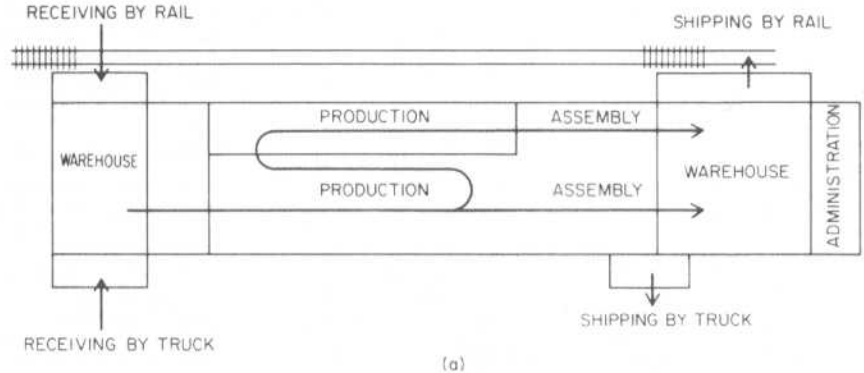 RECEIVING BY RAIL
SHIPPING BY RAIL
PRODUCTION
ASSEMBLY
WAREHOUSE
WAREHOUSE
ADMINISTRATION
PRODUCTION
ASSEMBLY
SHIPPING BY TRUCK
RECEIVING BY TRUCK
(a)